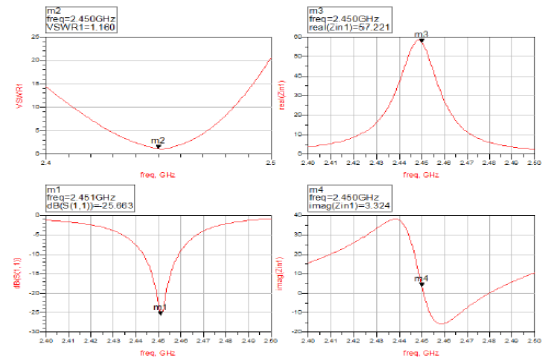 m2
freq=2.450GHz
VSWR1=1.160
m3
freq=2.450GHz
real(Zin1)=57.221
VSWR1
25
20
15
10
5
0
m2
2.4
2.5
freq, GHz
real(Zin1)
60
50
40
30
20
10
0
m3
2.40 2.41 2.42 2.43 2.44 2.45 2.46 2.47 2.48 2.49 2.50
freq, GHz
m1
freq=2.451GHz
dB(S(1,1))=-25.663
m4
freq=2.450GHz
imag(Zin1)=3.324
dB(S(1,1))
0
-5
-10
-15
-20
-25
-30
m1
2.40 2.41 2.42 2.43 2.44 2.45 2.46 2.47 2.48 2.49 2.50
freq, GHz
imag(Zin1)
40
30
20
10
0
-10
-20
m4
2.40 2.41 2.42 2.43 2.44 2.45 2.46 2.47 2.48 2.49 2.50
freq, GHz